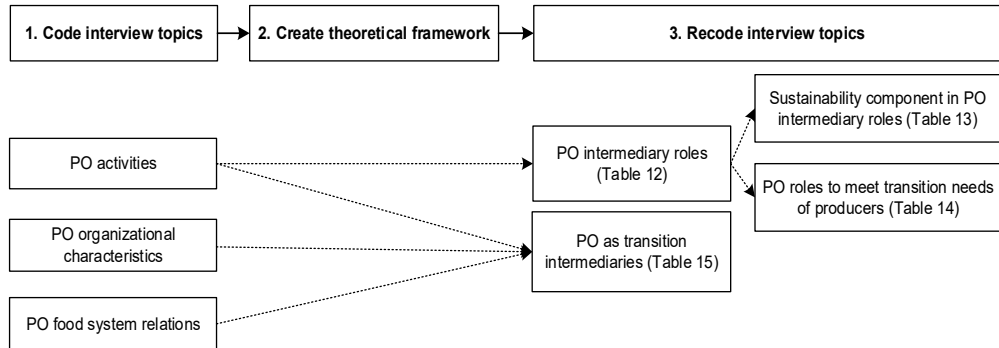 1. Code interview topics
2. Create theoretical framework
3. Recode interview topics
Sustainability component in PO
intermediary roles (Table 13)
PO activities
PO intermediary roles
(Table 12)
PO roles to meet transition needs
of producers (Table 14)
PO organizational
characteristics
PO as transition
intermediaries (Table 15)
PO food system relations